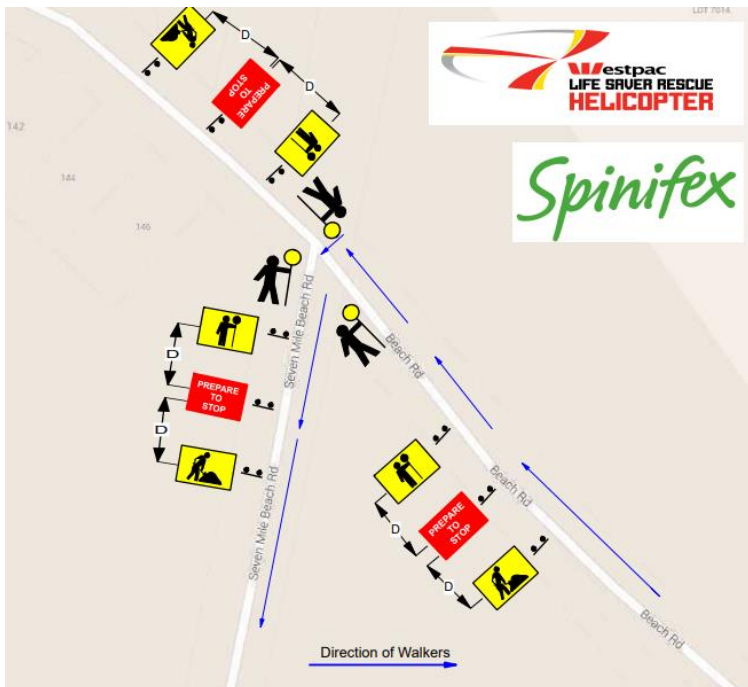 LOT 7014
D
D
PREPARE
TO
STOP
Westpac
LIFE SAVER RESCUE
HELICOPTER
142
144
146
Spinifex
Seven Mile Beach Rd
Beach Rd
D
PREPARE
TO
STOP
D
Seven Mile Beach Rd
Beach Rd
D
PREPARE
TO
STOP
D
Beach Rd
Direction of Walkers